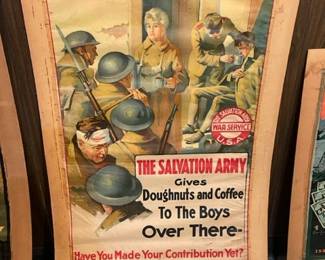 THE SALVATION ARMY
WAR SERVICE
U.S.A.
THE SALVATION ARMY
Gives
Doughnuts and Coffee
To The Boys
Over There-
Have You Made Your Contribution Yet?